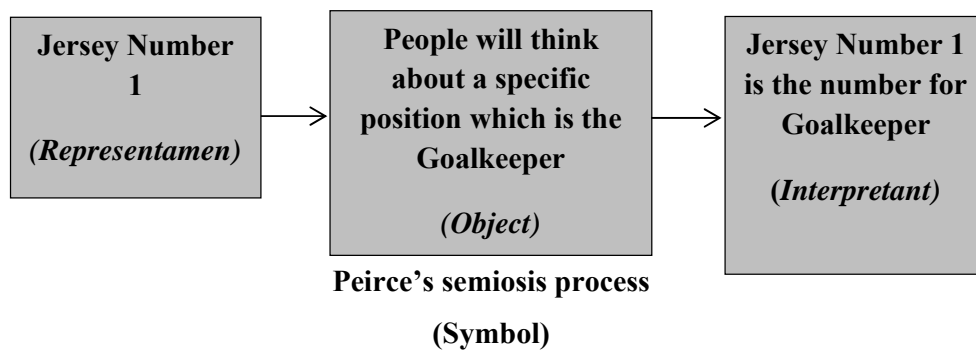 Jersey Number
1
(Representamen)
People will think
about a specific
position which is the
Goalkeeper
(Object)
Jersey Number 1
is the number for
Goalkeeper
(Interpretant)
Peirce’s semiosis process
(Symbol)